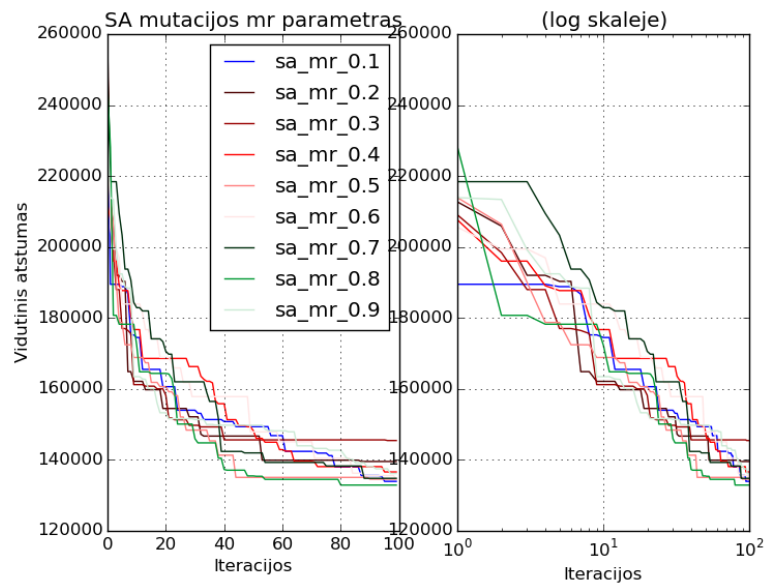 SA mutacijos mr parametras
(log skaleje)
260000
240000
220000
200000
180000
160000
140000
120000
Vidutinis atstumas
sa_mr_0.1
sa_mr_0.2
sa_mr_0.3
sa_mr_0.4
sa_mr_0.5
sa_mr_0.6
sa_mr_0.7
sa_mr_0.8
sa_mr_0.9
0 20 40 60 80 100
Iteracijos
260000
240000
220000
200000
180000
160000
140000
120000
10^0 10^1 10^2
Iteracijos